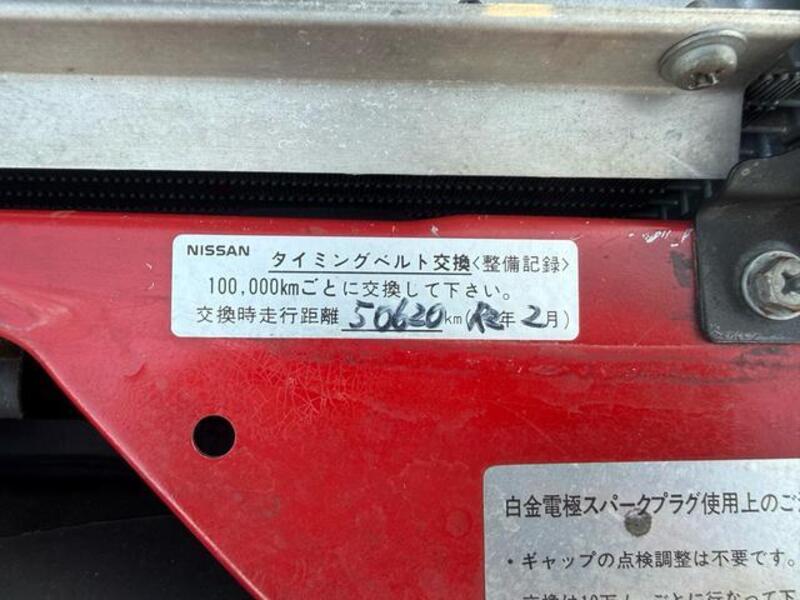 NISSAN タイミングベルト交換<整備記録>
100,000kmごとに交換して下さい。
交換時走行距離 50620km(R2年2月)
白金電極スパークプラグ使用上のご
・ギャップの点検調整は不要です。